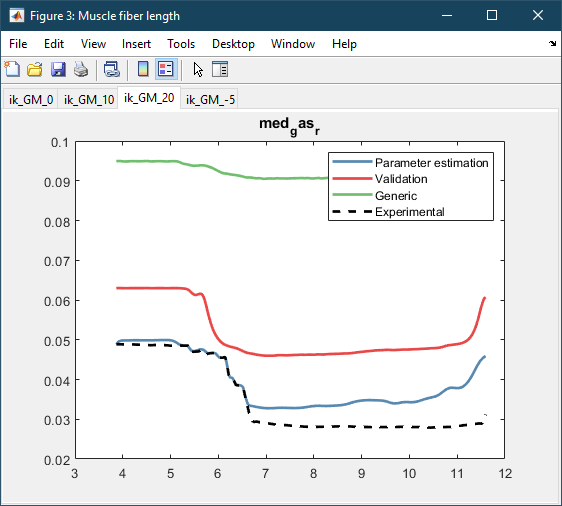 Figure 3: Muscle fiber length
File Edit View Insert Tools Desktop Window Help
ik_GM_0 ik_GM_10 ik_GM_20 ik_GM_-5
med_gas_r
0.1
0.09
0.08
0.07
0.06
0.05
0.04
0.03
0.02
Parameter estimation
Validation
Generic
Experimental
3 4 5 6 7 8 9 10 11 12